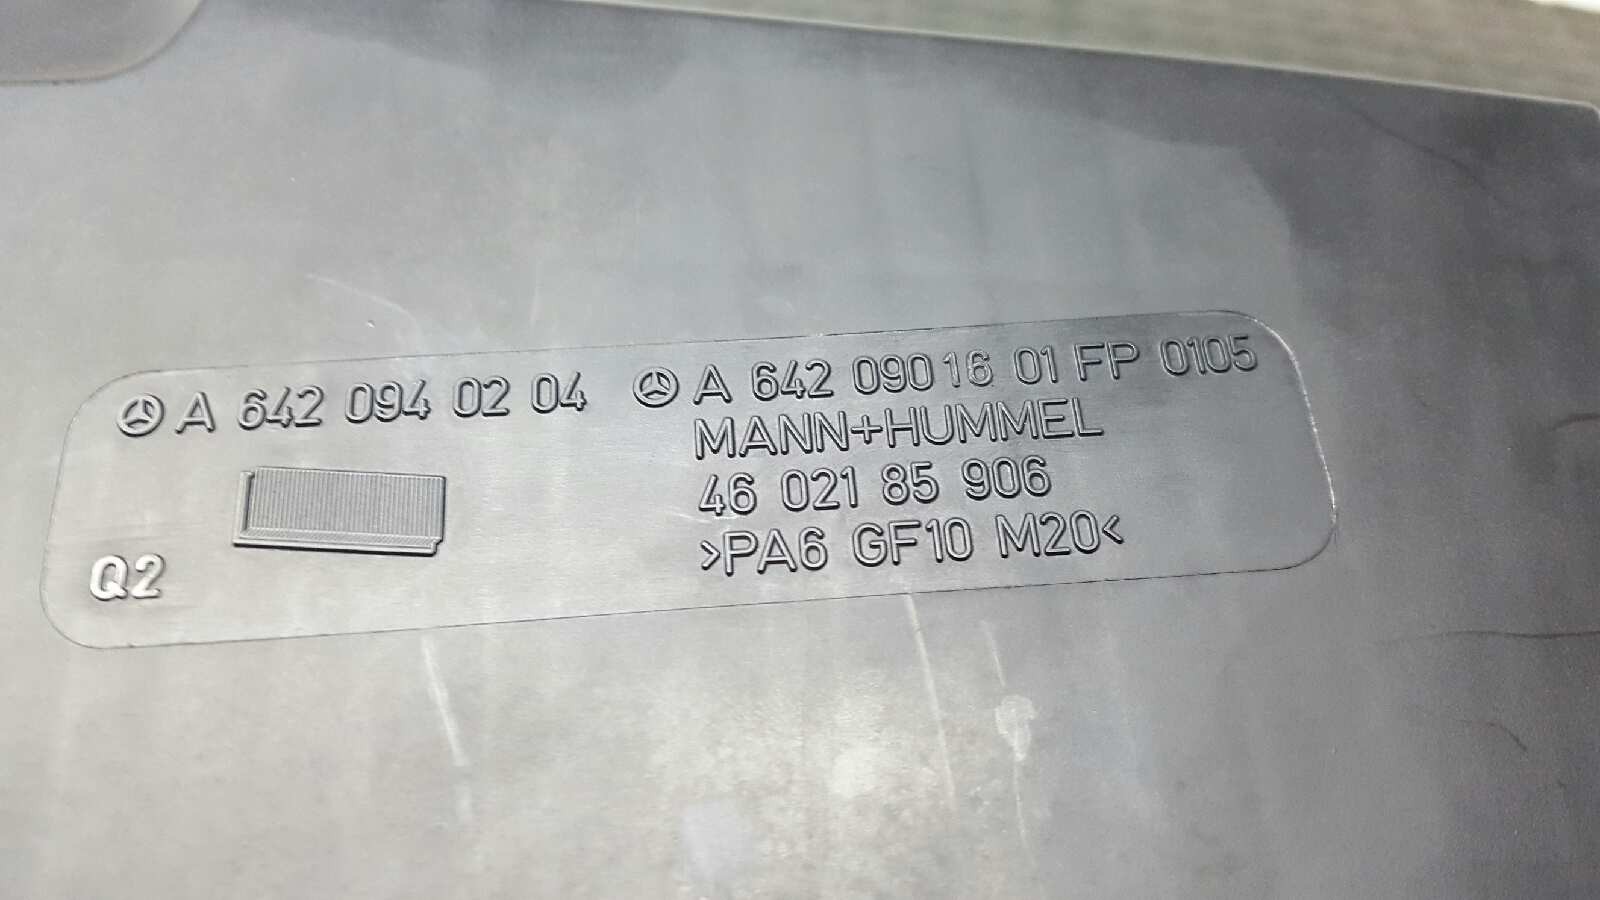 A 642 094 02 04
A 642 090 16 01 FP 0105
MANN+HUMMEL
46 021 85 906
>PA6 GF10 M20<
Q2